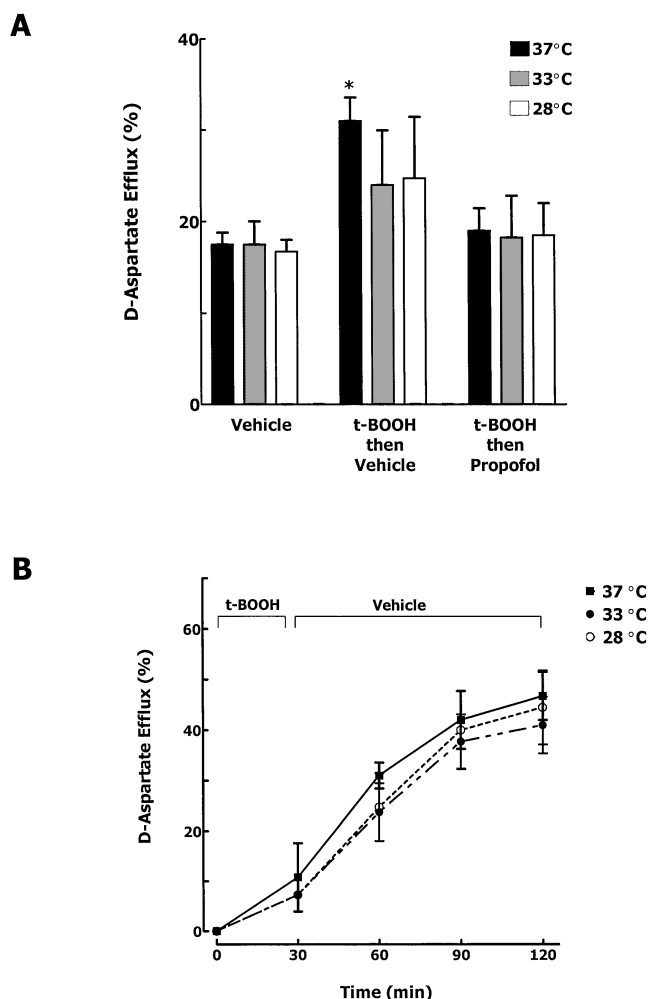 A
40
20
0
D-Aspartate Efflux (%)
37°C
33°C
28°C
*
Vehicle
t-BOOH
then
Vehicle
t-BOOH
then
Propofol
B
t-BOOH
Vehicle
37 °C
33 °C
28 °C
60
40
20
0
D-Aspartate Efflux (%)
0 30 60 90 120
Time (min)